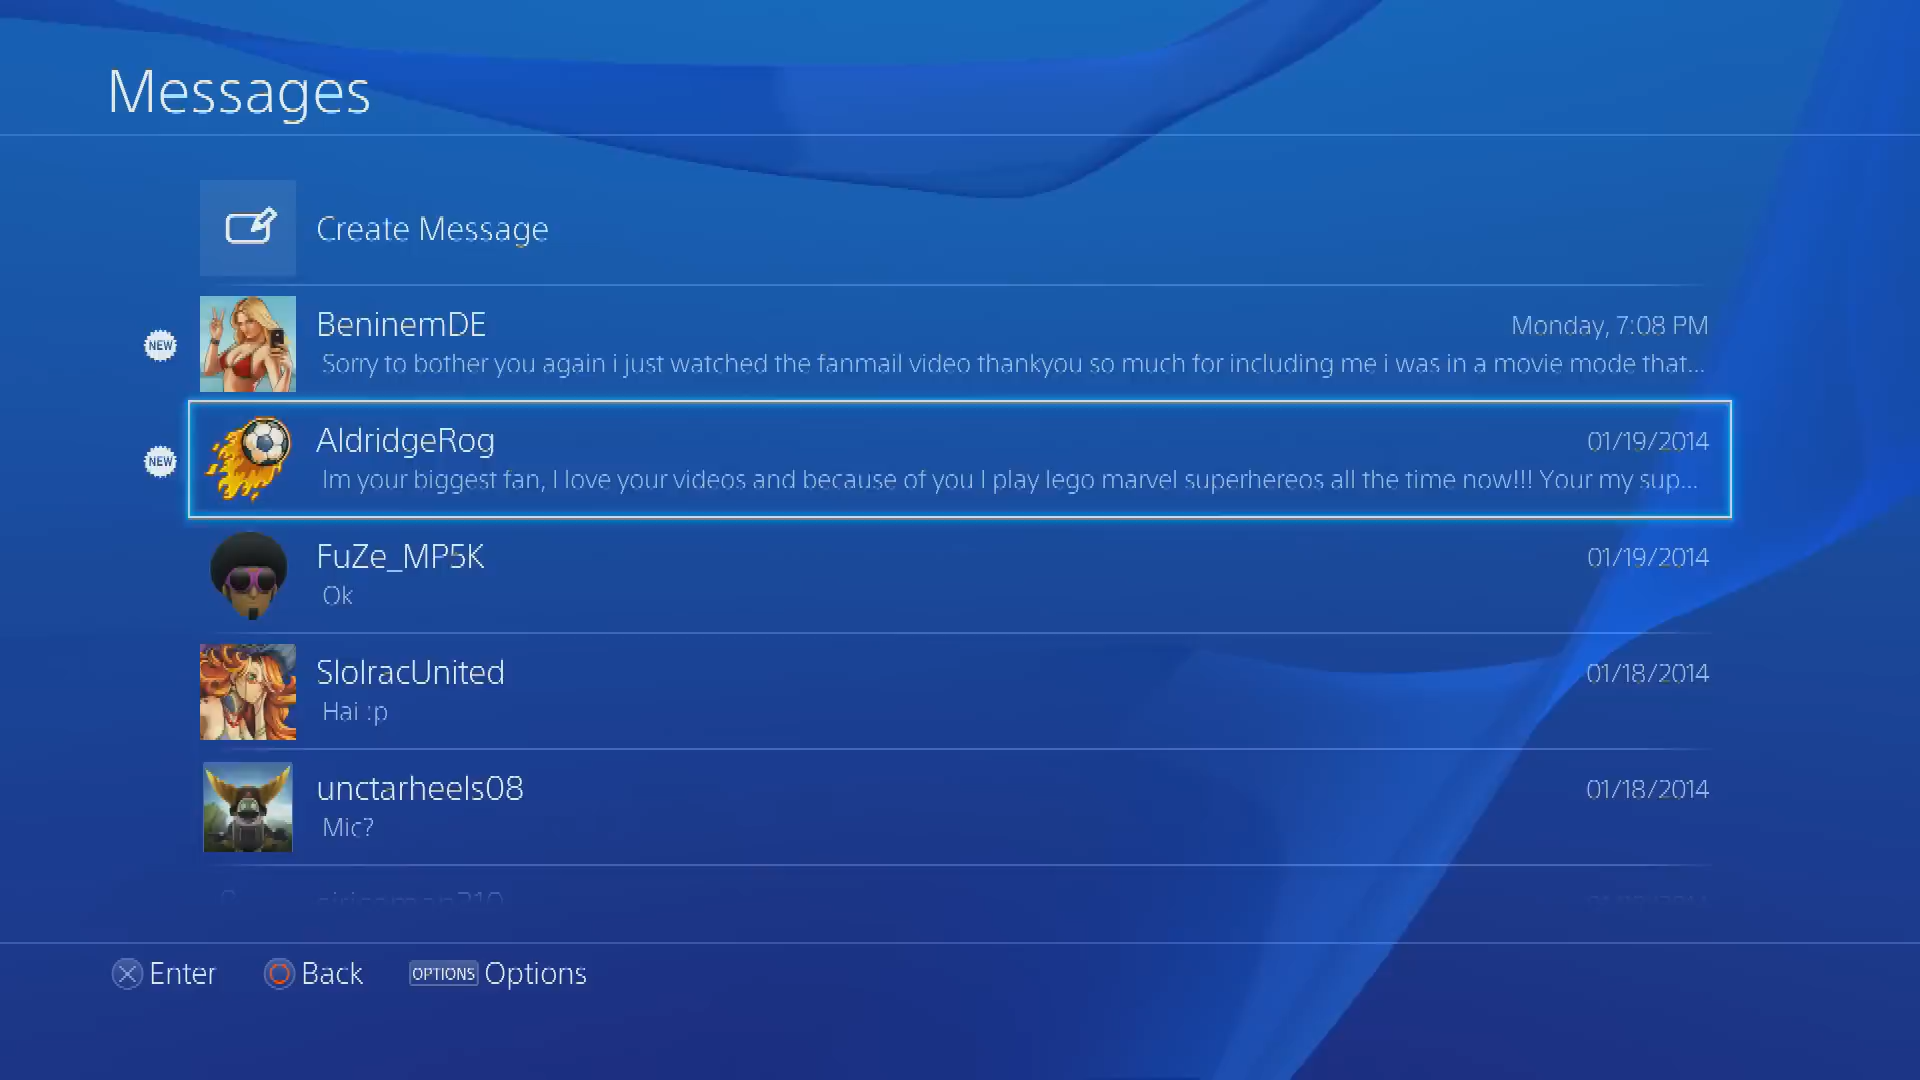 Messages
Create Message
NEW
BeninemDE
Monday, 7:08 PM
Sorry to bother you again i just watched the fanmail video thankyou so much for including me i was in a movie mode that...
NEW
AldridgeRog
01/19/2014
Im your biggest fan, I love your videos and because of you I play lego marvel superhereos all the time now!!! Your my sup...
FuZe_MP5K
01/19/2014
Ok
SlolracUnited
01/18/2014
Hai :p
unctarheels08
01/18/2014
Mic?
Enter
Back
OPTIONS Options